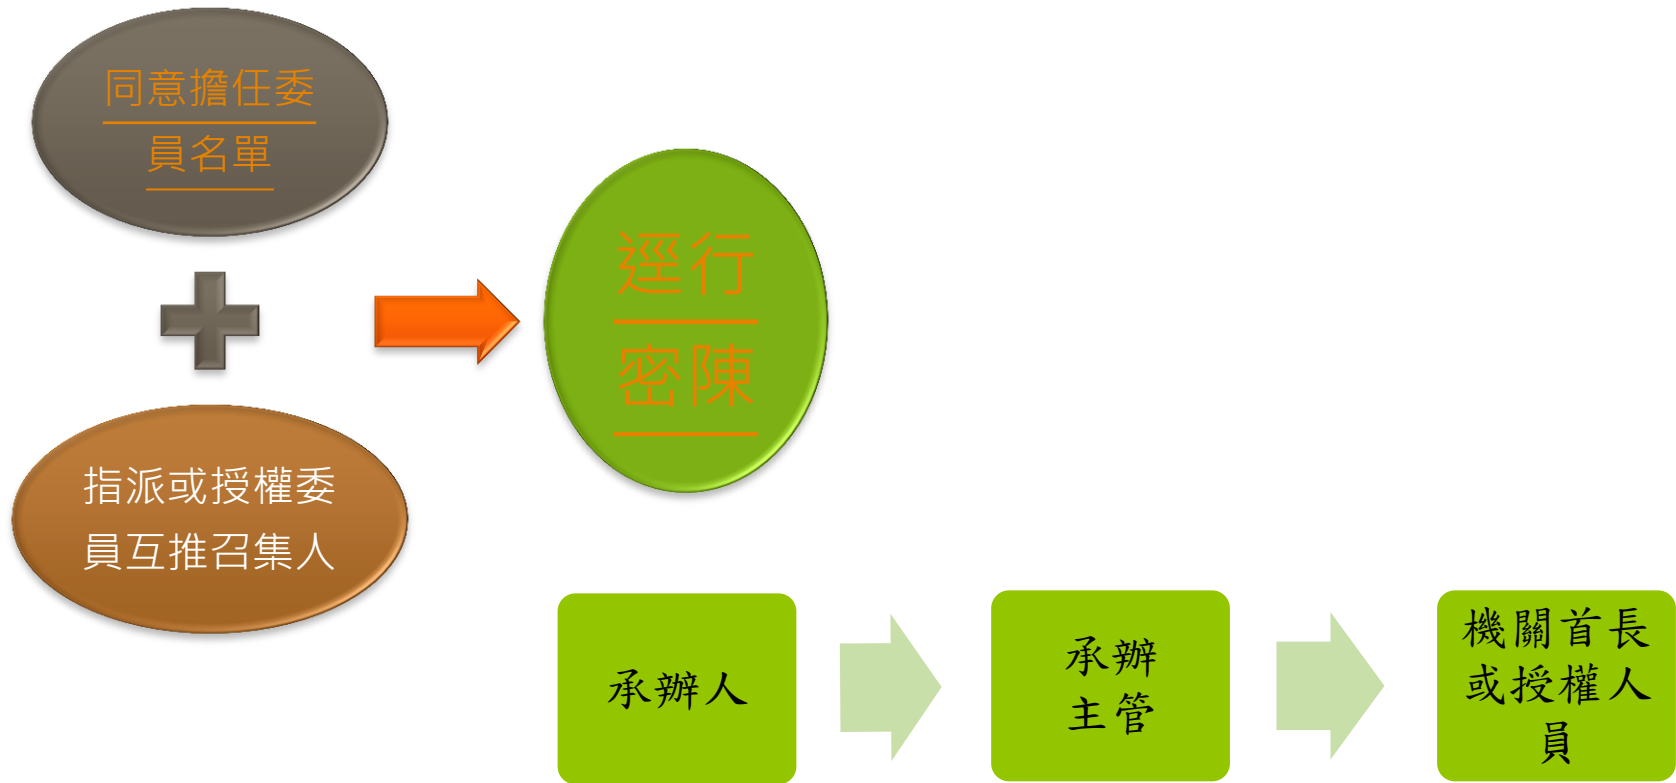 同意擔任委
員名單
指派或授權委
員互推召集人
逕行
密陳
承辦人
承辦
主管
機關首長
或授權人
員